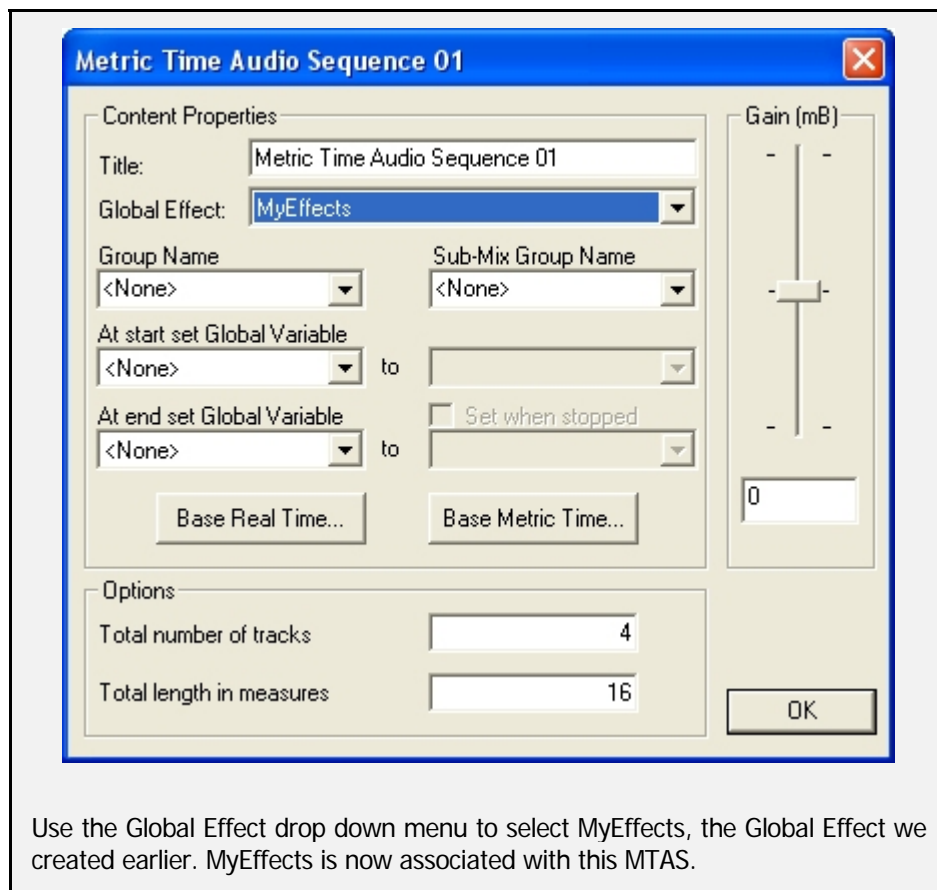 Metric Time Audio Sequence 01
Content Properties
Gain (mB)
Title: Metric Time Audio Sequence 01
Global Effect: MyEffects
Group Name Sub-Mix Group Name
<None> <None>
At start set Global Variable
<None> to
At end set Global Variable Set when stopped
<None> to
0
Base Real Time... Base Metric Time...
Options
Total number of tracks 4
Total length in measures 16
OK
Use the Global Effect drop down menu to select MyEffects, the Global Effect we
created earlier. MyEffects is now associated with this MTAS.